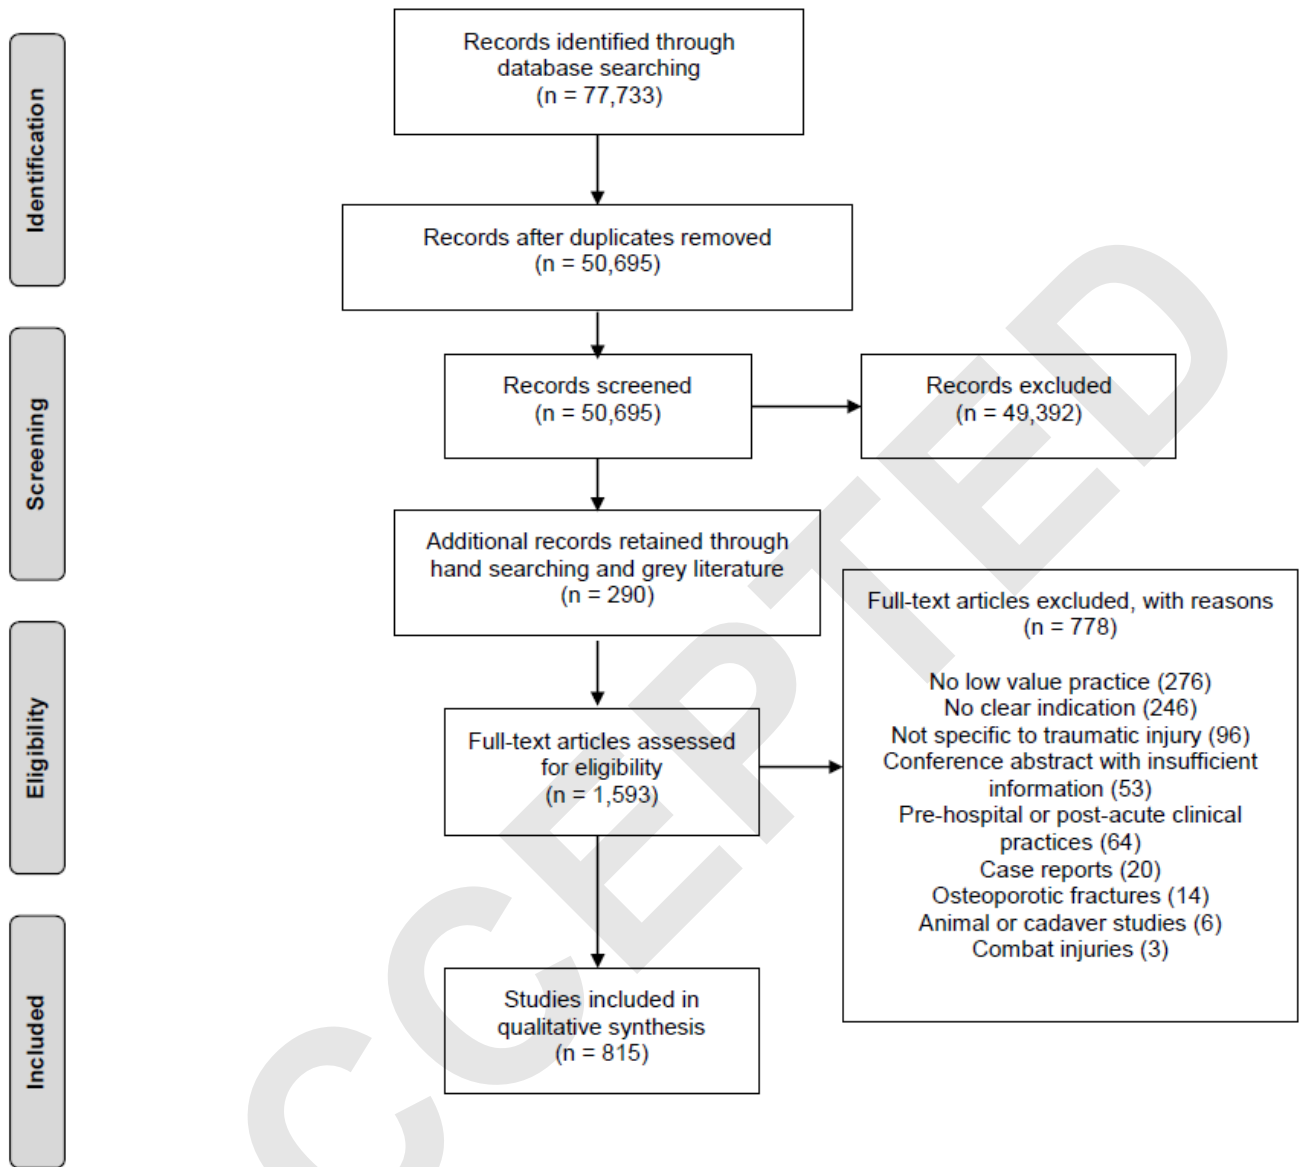 Identification
Records identified through
database searching
(n = 77,733)
Records after duplicates removed
(n = 50,695)
Screening
Records screened
(n = 50,695)
Records excluded
(n = 49,392)
Additional records retained through
hand searching and grey literature
(n = 290)
Eligibility
Full-text articles assessed
for eligibility
(n = 1,593)
Full-text articles excluded, with reasons
(n = 778)
No low value practice (276)
No clear indication (246)
Not specific to traumatic injury (96)
Conference abstract with insufficient
information (53)
Pre-hospital or post-acute clinical
practices (64)
Case reports (20)
Osteoporotic fractures (14)
Animal or cadaver studies (6)
Combat injuries (3)
Included
Studies included in
qualitative synthesis
(n = 815)
CCEPTED